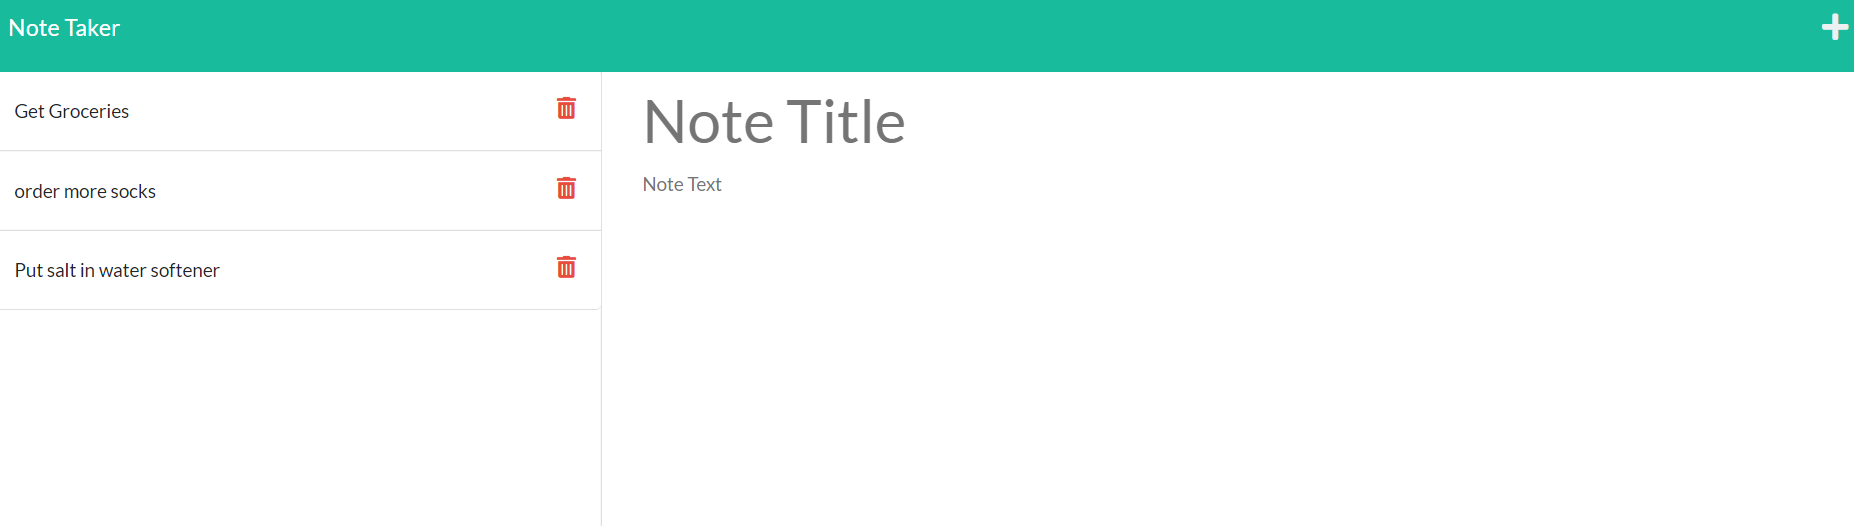 Note Taker
Get Groceries
order more socks
Put salt in water softener
Note Title
Note Text